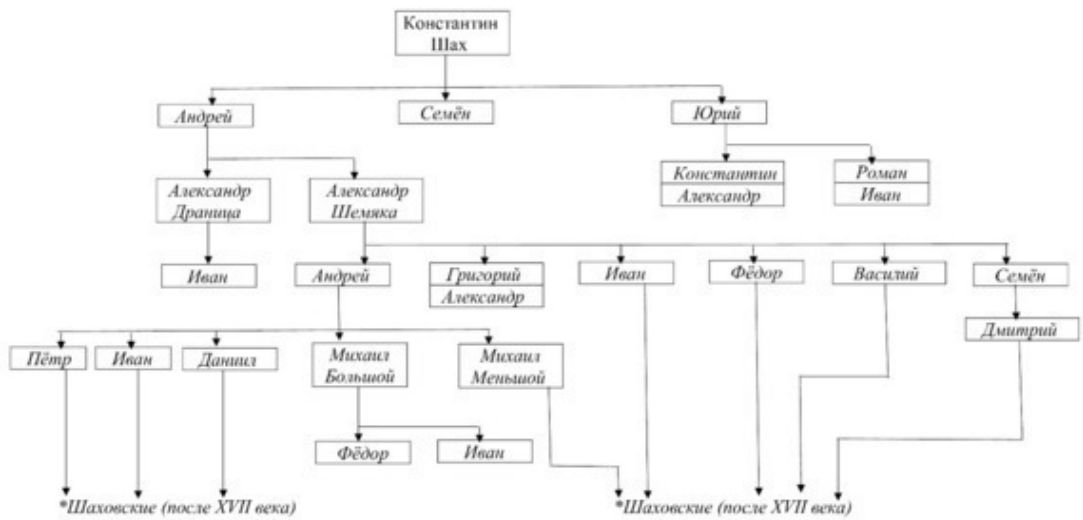 Константин
Шах
Андрей
Семён
Юрий
Александр
Драница
Александр
Шемяка
Константин
Александр
Роман
Иван
Иван
Андрей
Григорий
Александр
Иван
Фёдор
Василий
Семён
Дмитрий
Пётр
Иван
Даниил
Михаил
Большой
Михаил
Меньшой
Фёдор
Иван
*Шаховские (после XVII века)
*Шаховские (после XVII века)